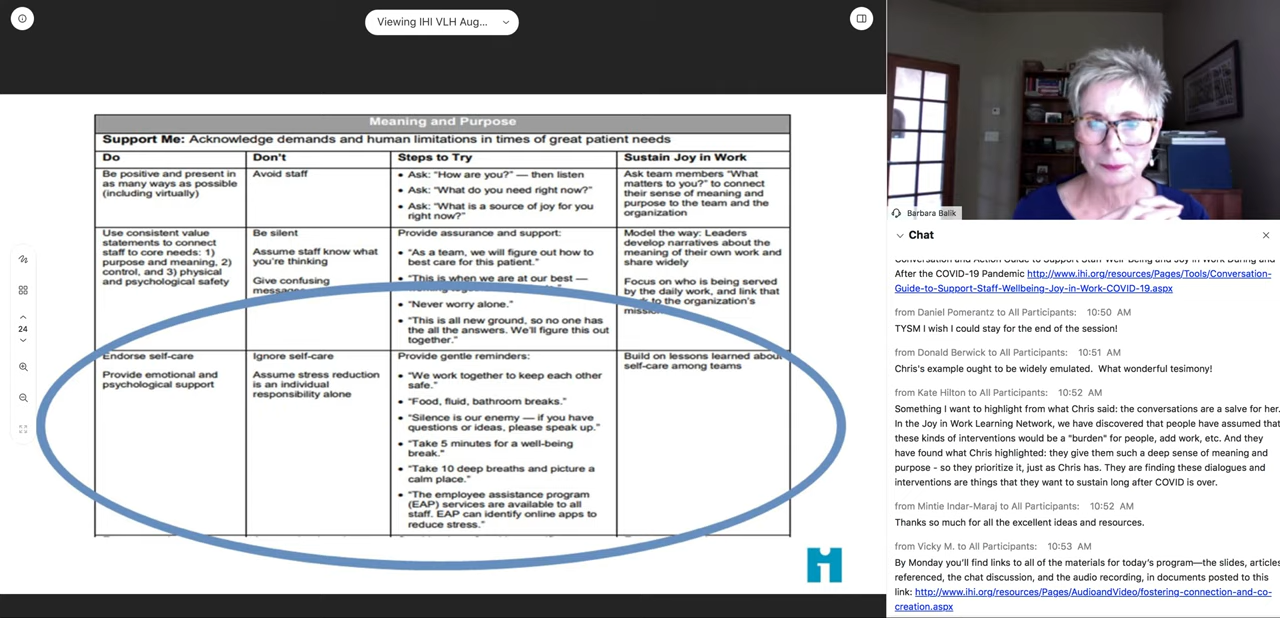 Viewing IHI VLH Aug...
24
Meaning and Purpose
Support Me: Acknowledge demands and human limitations in times of great patient needs
Do
Don't
Steps to Try
Sustain Joy in Work
Be positive and present in
as many ways as possible
(including virtually)
Avoid staff
• Ask: "How are you?" — then listen
• Ask: "What do you need right now?"
• Ask: "What is a source of joy for you
right now?"
Ask team members "What
matters to you?" to connect
their sense of meaning and
purpose to the team and the
organization
Use consistent value
statements to connect
staff to core needs: 1)
purpose and meaning, 2)
control, and 3) physical
and psychological safety
Be silent
Assume staff know what
you're thinking
Give confusing
messages
Provide assurance and support:
• "As a team, we will figure out how to
best care for this patient."
• "This is when we are at our best —
• "Never worry alone."
• "This is all new ground, so no one has
the all the answers. We'll figure this out
together."
Model the way: Leaders
develop narratives about the
meaning of their own work and
share widely
Focus on who is being served
by the daily work, and link that
to the organization's
Endorse self-care
Provide emotional and
psychological support
Ignore self-care
Assume stress reduction
is an individual
responsibility alone
Provide gentle reminders:
• "We work together to keep each other
safe."
• "Food, fluid, bathroom breaks."
• "Silence is our enemy — if you have
questions or ideas, please speak up."
• "Take 5 minutes for a well-being
break."
• "Take 10 deep breaths and picture a
calm place."
• "The employee assistance program
(EAP) services are available to all
staff. EAP can identify online apps to
reduce stress."
Build on lessons learned about
self-care among teams
Barbara Balik
Chat
Conversation and Action Guide to Support Staff Well-Being and Joy in Work During and
After the COVID-19 Pandemic http://www.ihi.org/resources/Pages/Tools/Conversation-
Guide-to-Support-Staff-Wellbeing-Joy-in-Work-COVID-19.aspx
from Daniel Pomerantz to All Participants: 10:50 AM
TYSM I wish I could stay for the end of the session!
from Donald Berwick to All Participants: 10:51 AM
Chris's example ought to be widely emulated. What wonderful tesimony!
from Kate Hilton to All Participants: 10:52 AM
Something I want to highlight from what Chris said: the conversations are a salve for her.
In the Joy in Work Learning Network, we have discovered that people have assumed that
these kinds of interventions would be a "burden" for people, add work, etc. And they
have found what Chris highlighted: they give them such a deep sense of meaning and
purpose - so they prioritize it, just as Chris has. They are finding these dialogues and
interventions are things that they want to sustain long after COVID is over.
from Mintie Indar-Maraj to All Participants: 10:52 AM
Thanks so much for all the excellent ideas and resources.
from Vicky M. to All Participants: 10:53 AM
By Monday you'll find links to all of the materials for today's program—the slides, articles
referenced, the chat discussion, and the audio recording, in documents posted to this
link: http://www.ihi.org/resources/Pages/AudioandVideo/fostering-connection-and-co-
creation.aspx